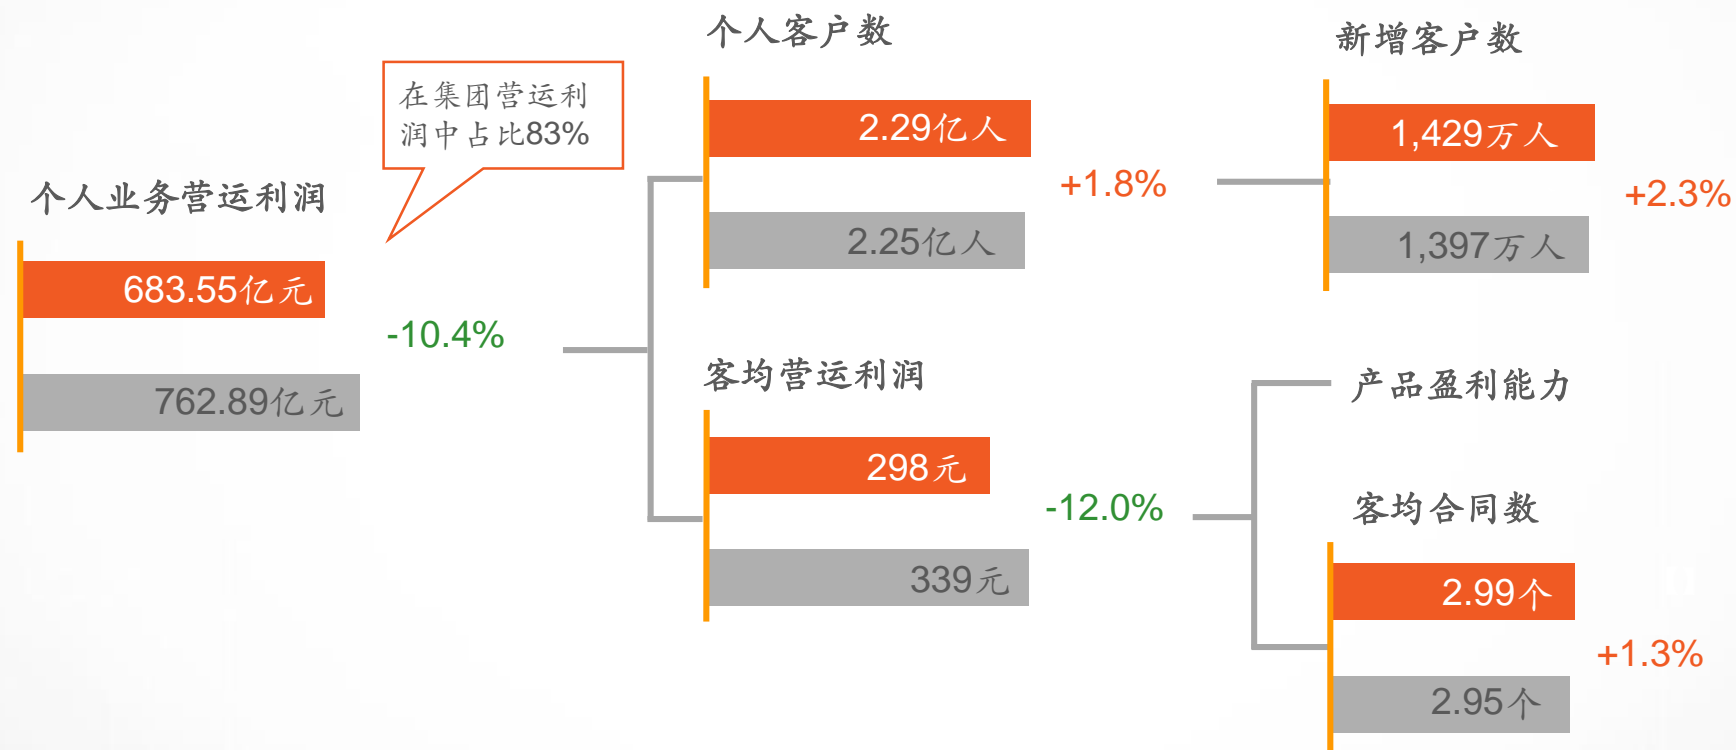 个人业务营运利润
683.55亿元
762.89亿元
-10.4%
在集团营运利
润中占比83%
个人客户数
2.29亿人
2.25亿人
+1.8%
新增客户数
1,429万人
1,397万人
+2.3%
客均营运利润
298元
339元
-12.0%
产品盈利能力
客均合同数
2.99个
2.95个
+1.3%